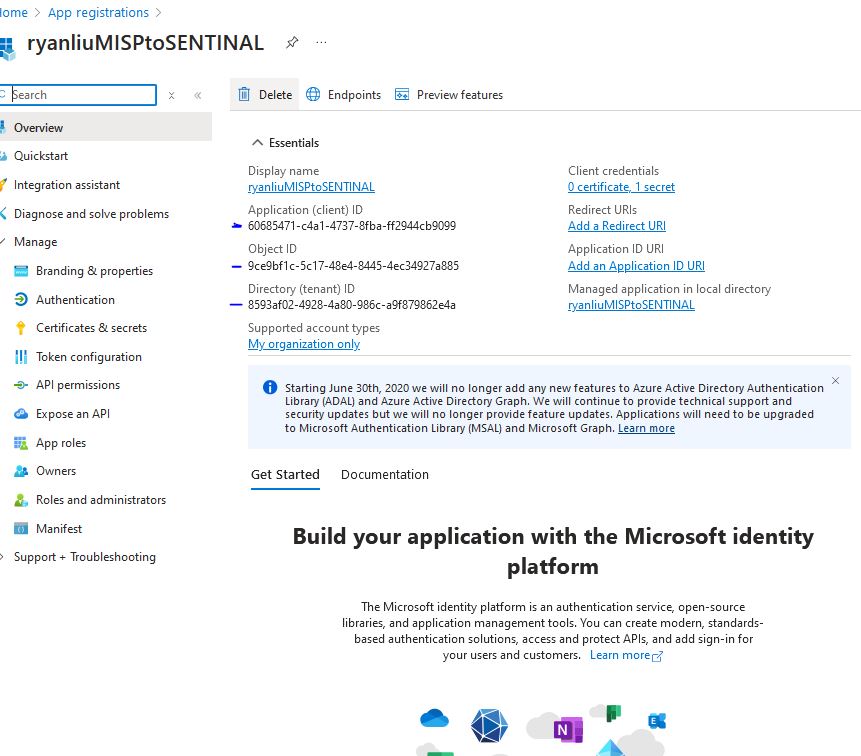 Home > App registrations >
ryanliuMISPtoSENTINAL
Search
Delete
Endpoints
Preview features
Overview
Quickstart
Integration assistant
Diagnose and solve problems
Manage
Branding & properties
Authentication
Certificates & secrets
Token configuration
API permissions
Expose an API
App roles
Owners
Roles and administrators
Manifest
Support + Troubleshooting
Essentials
Display name
ryanliuMISPtoSENTINAL
Application (client) ID
60685471-c4a1-4737-8fba-ff2944cb9099
Object ID
9ce9bf1c-5c17-48e4-8445-4ec34927a885
Directory (tenant) ID
8593af02-4928-4a80-986c-a9f879862e4a
Supported account types
My organization only
Client credentials
0 certificate, 1 secret
Redirect URIs
Add a Redirect URI
Application ID URI
Add an Application ID URI
Managed application in local directory
ryanliuMISPtoSENTINAL
Starting June 30th, 2020 we will no longer add any new features to Azure Active Directory Authentication
Library (ADAL) and Azure Active Directory Graph. We will continue to provide technical support and
security updates but we will no longer provide feature updates. Applications will need to be upgraded
to Microsoft Authentication Library (MSAL) and Microsoft Graph. Learn more
Get Started
Documentation
Build your application with the Microsoft identity
platform
The Microsoft identity platform is an authentication service, open-source
libraries, and application management tools. You can create modern, standards-
based authentication solutions, access and protect APIs, and add sign-in for
your users and customers. Learn more
N
E